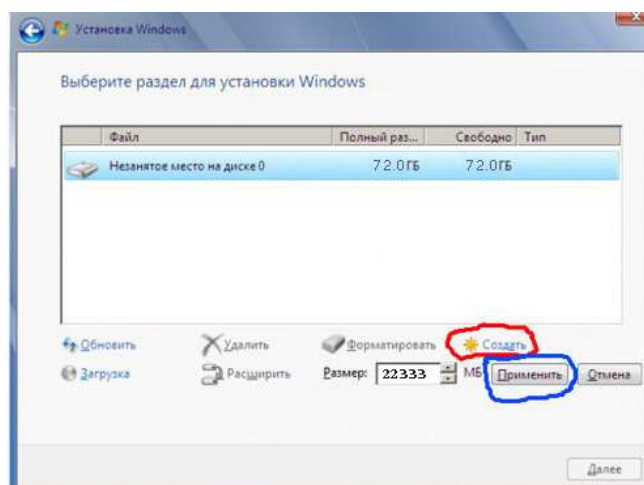 Установка Windows
Выберите раздел для установки Windows
Файл Полный раз... Свободно Тип
Незанятое место на диске 0 72.0ГБ 72.0ГБ
Обновить Удалить Форматировать Создать
Загрузка Расширить Размер: 22333 МБ Применить Отмена
Далее